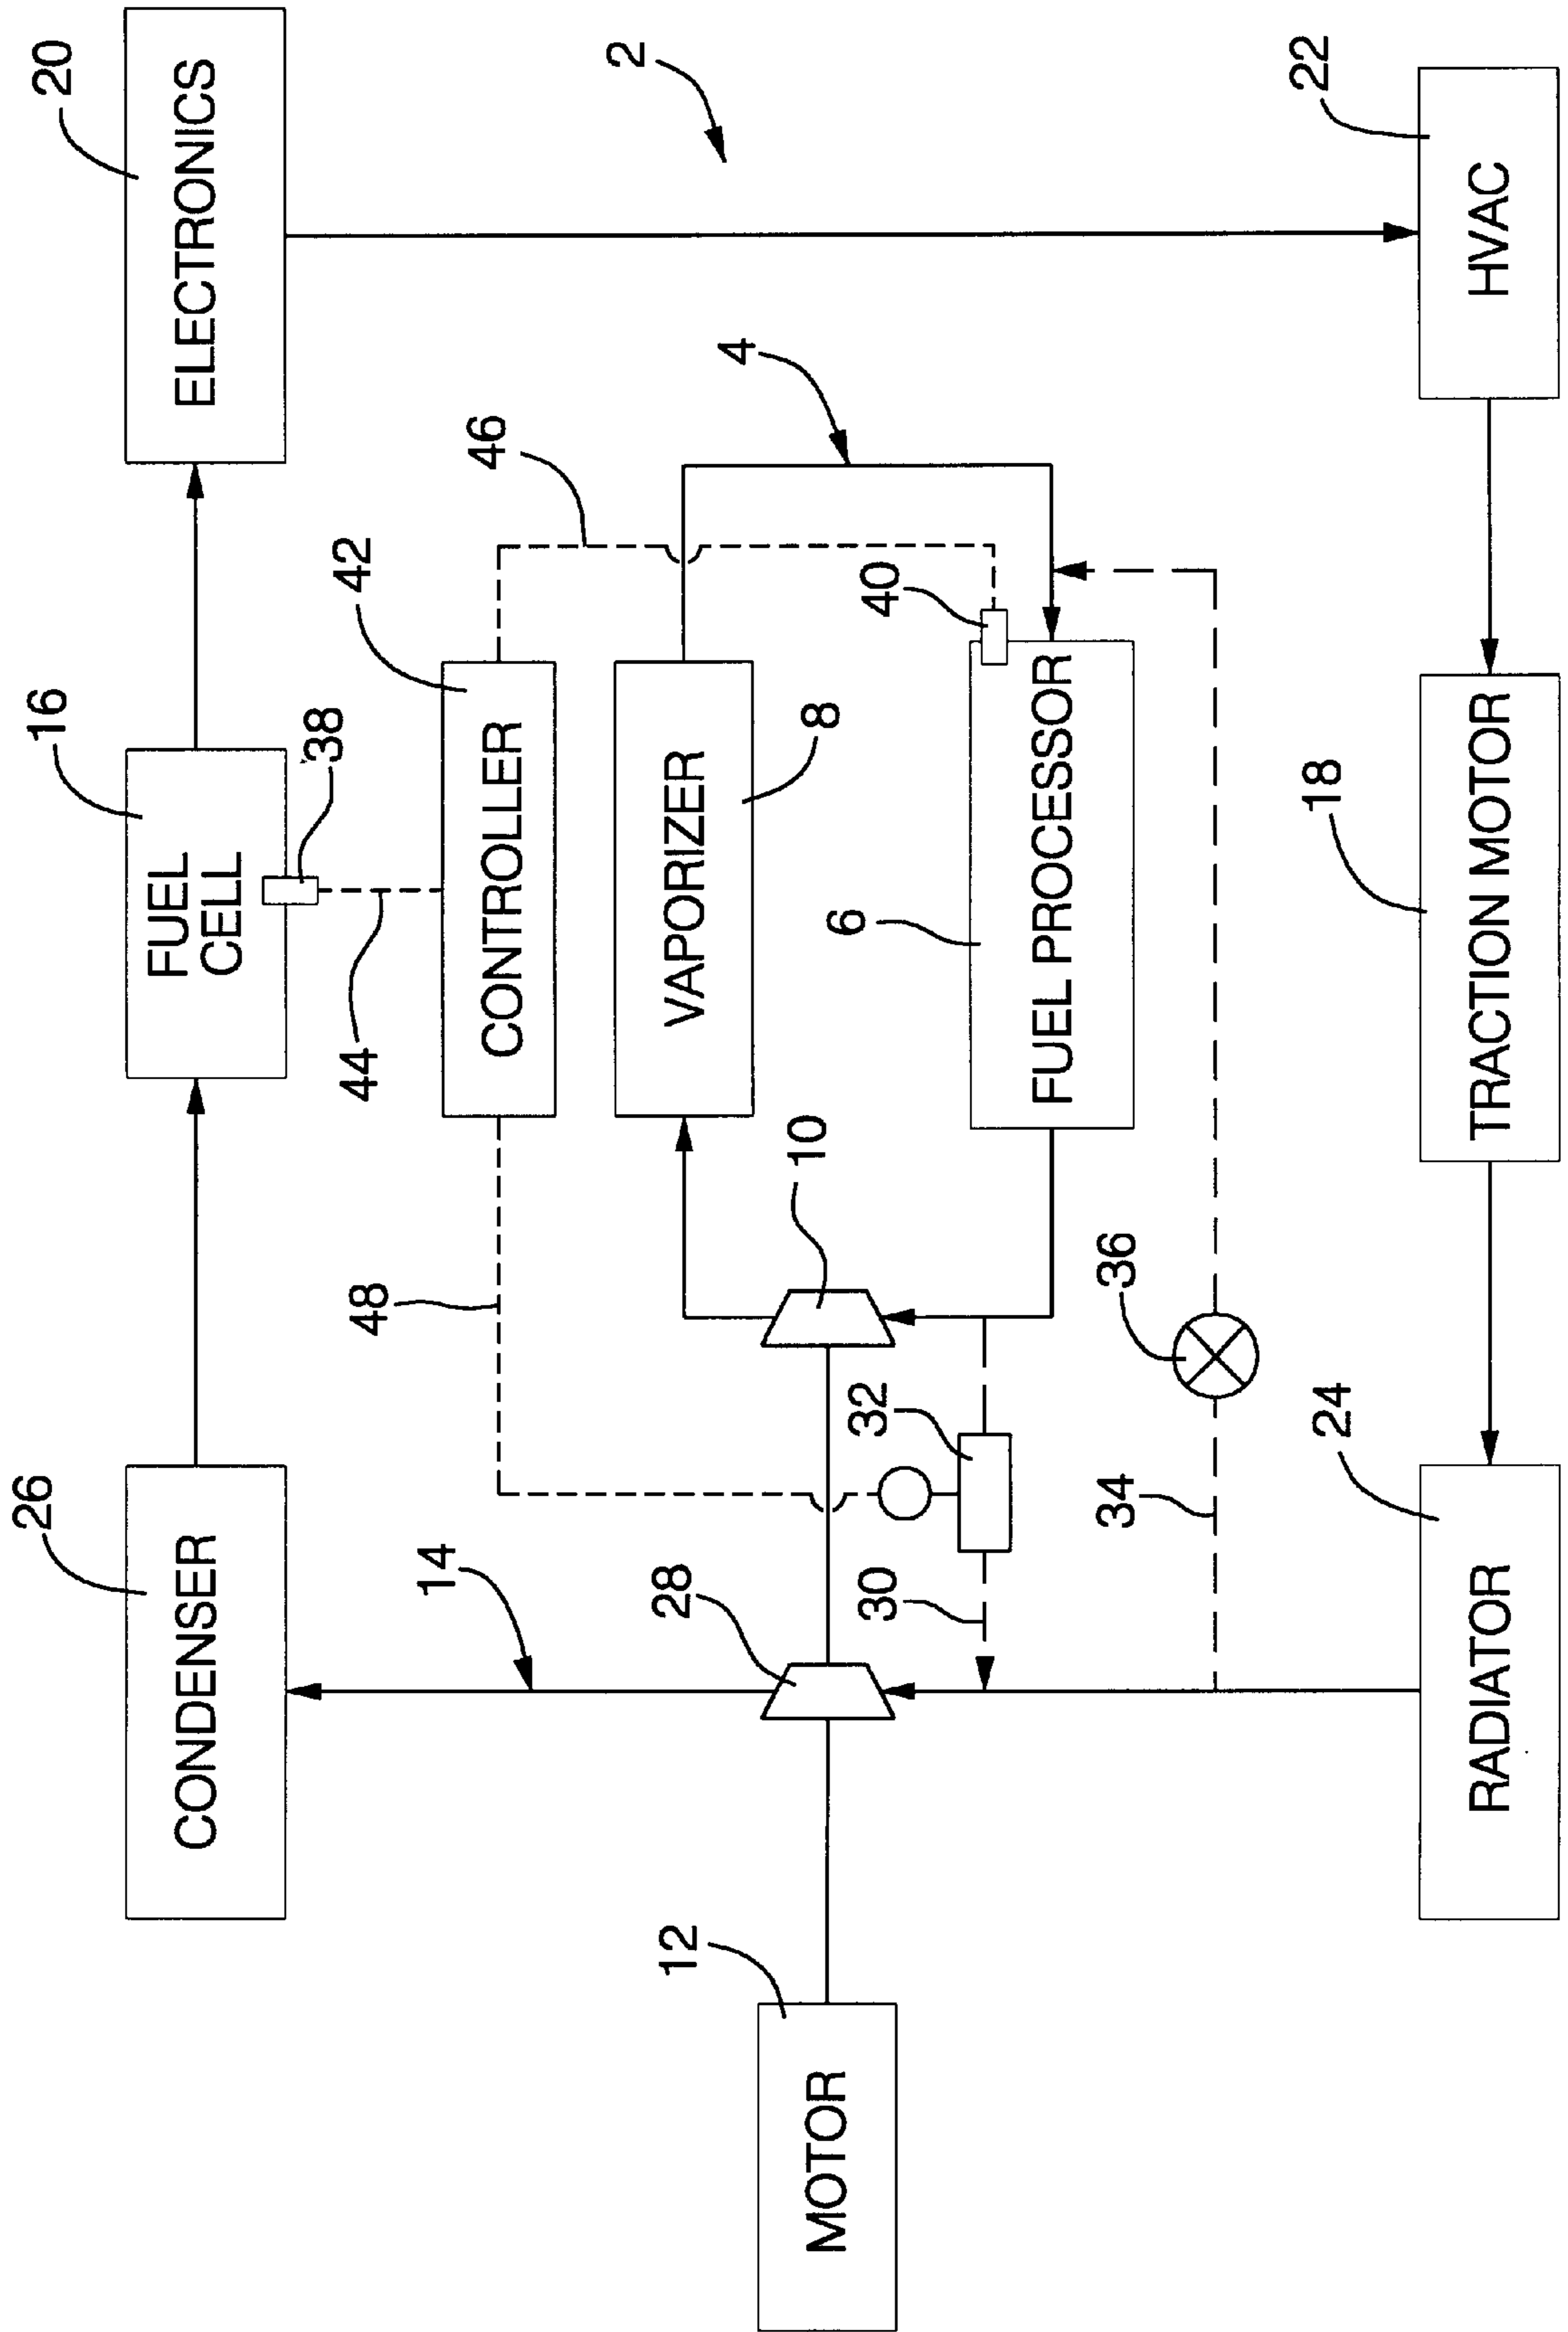 26
16
20
CONDENSER
FUEL
CELL
ELECTRONICS
38
44
42
48
14
46
CONTROLLER
2
12
28
VAPORIZER
4
10
8
MOTOR
6
32
30
40
FUEL PROCESSOR
34
36
24
18
22
RADIATOR
TRACTION MOTOR
HVAC